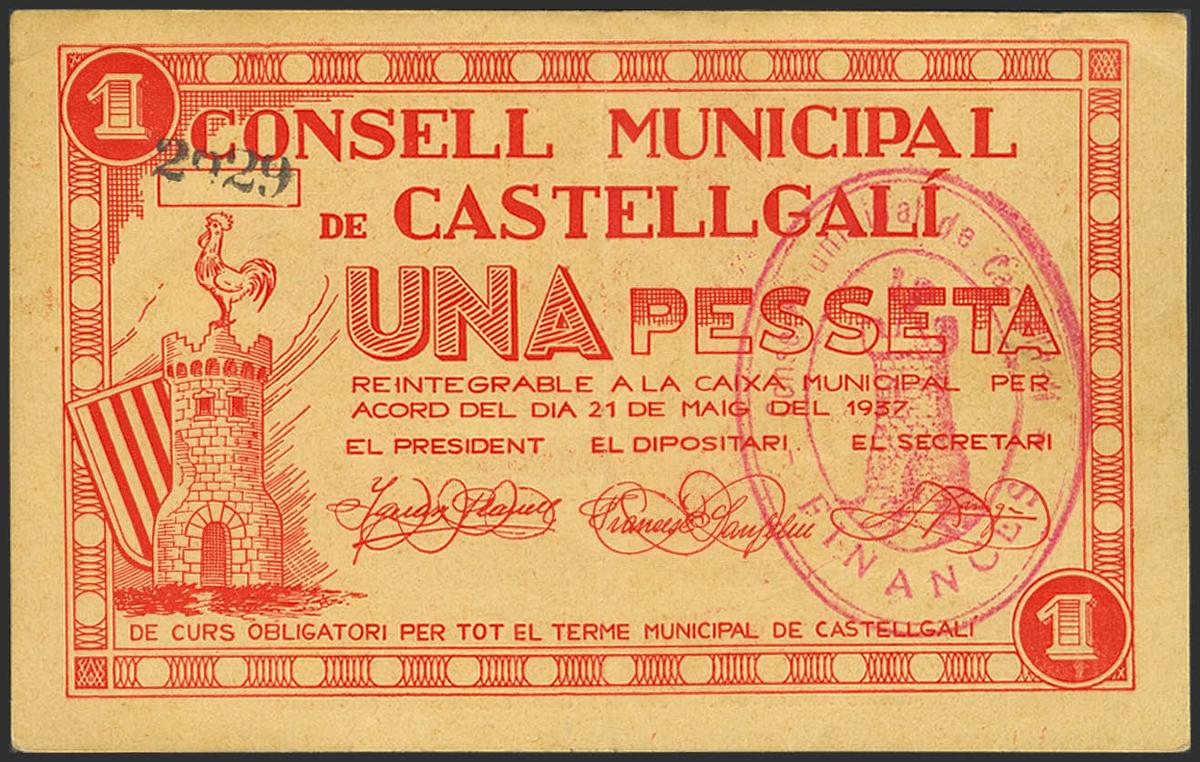 1
CONSELL MUNICIPAL
DE CASTELLGALÍ
UNA PESSETA
REINTEGRABLE A LA CAIXA MUNICIPAL PER
ACORD DEL DIA 21 DE MAIG DEL 1937
EL PRESIDENT EL DIPOSITARI EL SECRETARI
Francesc
de
FINANCES
DE CURS OBLIGATORI PER TOT EL TERME MUNICIPAL DE CASTELLGALÍ
1